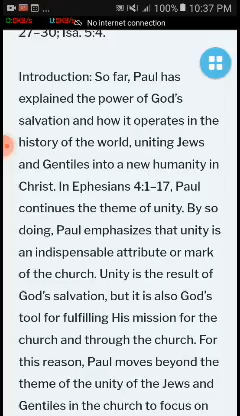 0:0KB/s
U:0KB/s
100% 10:37 PM
No internet connection
27–30; Isa. 5:4.
Introduction: So far, Paul has
explained the power of God's
salvation and how it operates in the
history of the world, uniting Jews
and Gentiles into a new humanity in
Christ. In Ephesians 4:1–17, Paul
continues the theme of unity. By so
doing, Paul emphasizes that unity is
an indispensable attribute or mark
of the church. Unity is the result of
God's salvation, but it is also God's
tool for fulfilling His mission for the
church and through the church. For
this reason, Paul moves beyond the
theme of the unity of the Jews and
Gentiles in the church to focus on